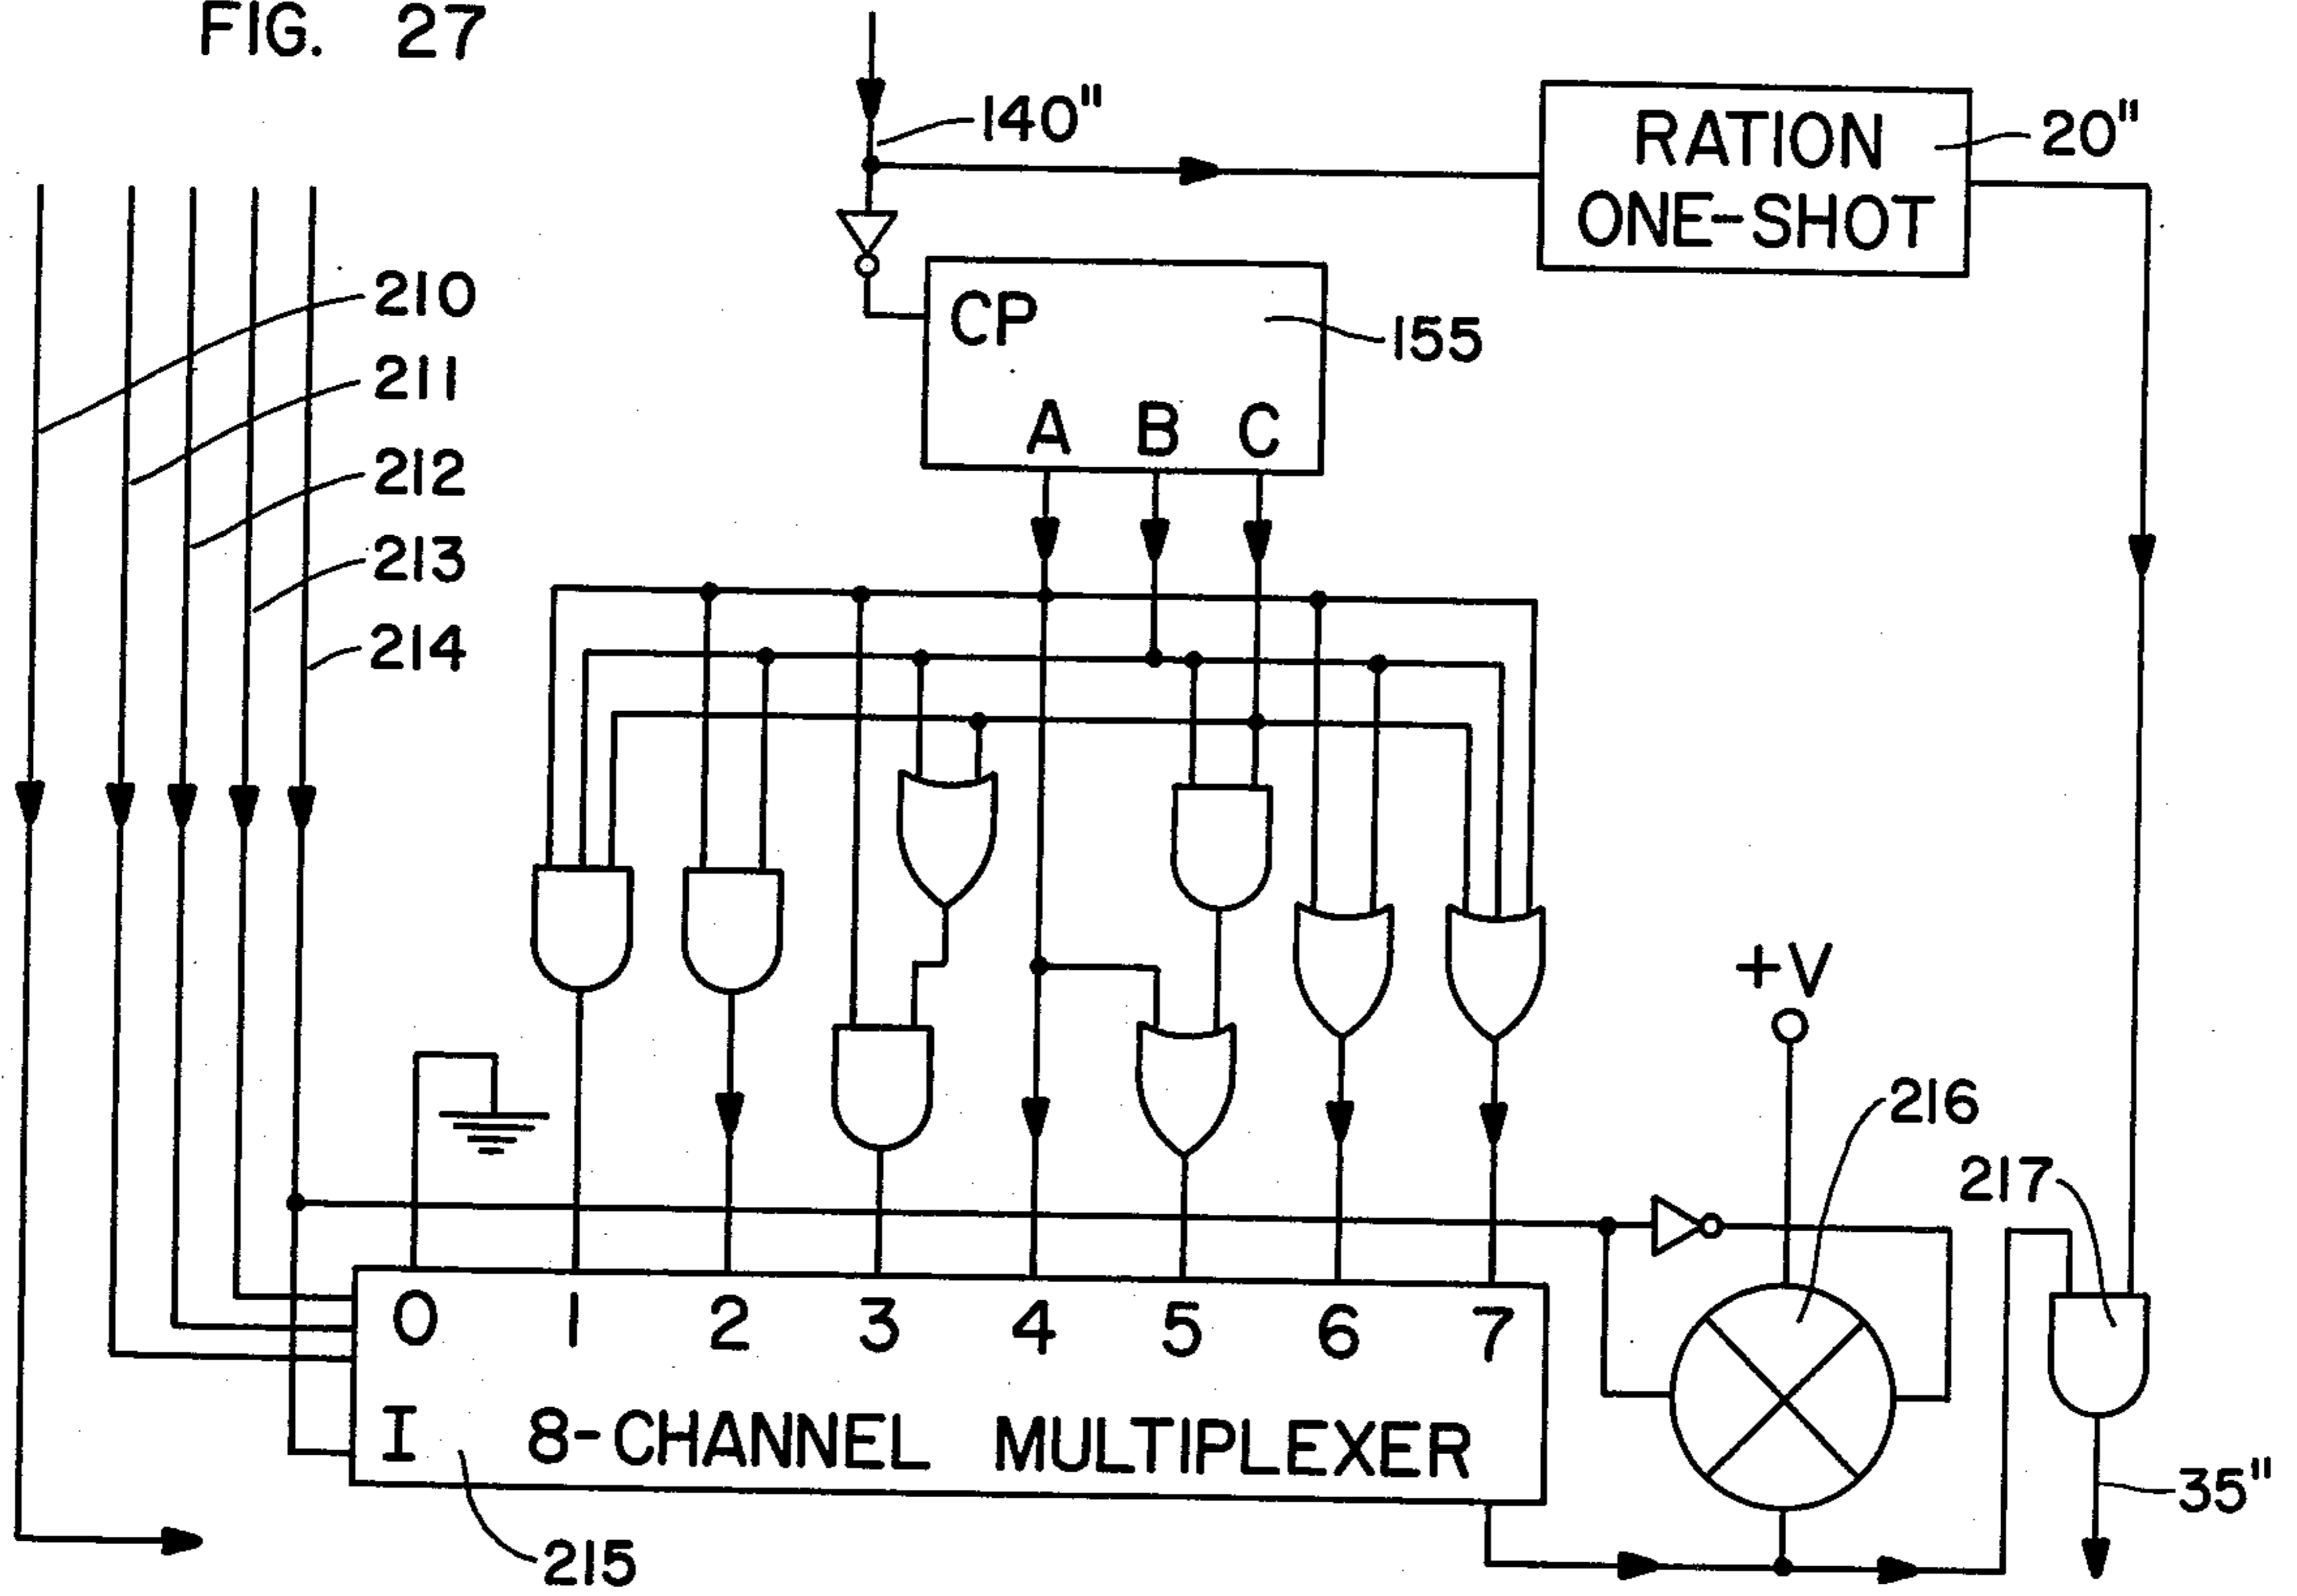 FIG. 27
140"
RATION
ONE-SHOT
20"
CP
155
A B C
210
211
212
213
214
+V
216
217
0 1 2 3 4 5 6 7
I 8-CHANNEL MULTIPLEXER
35"
215